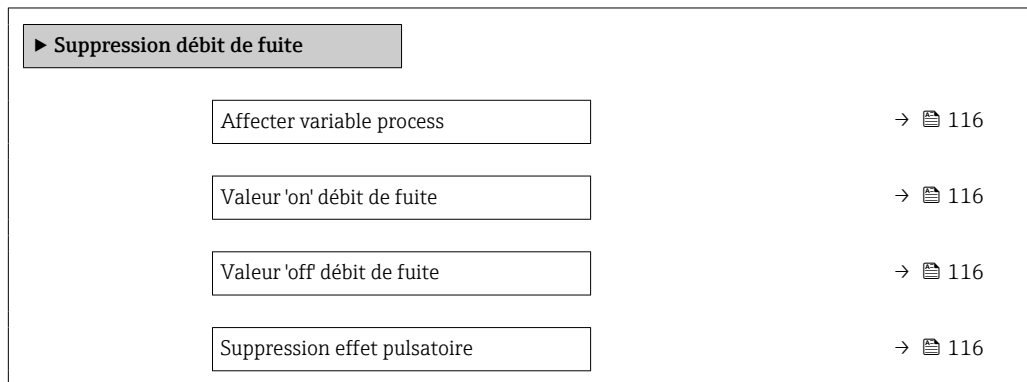 ▶ Suppression débit de fuite
Affecter variable process → 116
Valeur 'on' débit de fuite → 116
Valeur 'off' débit de fuite → 116
Suppression effet pulsatoire → 116